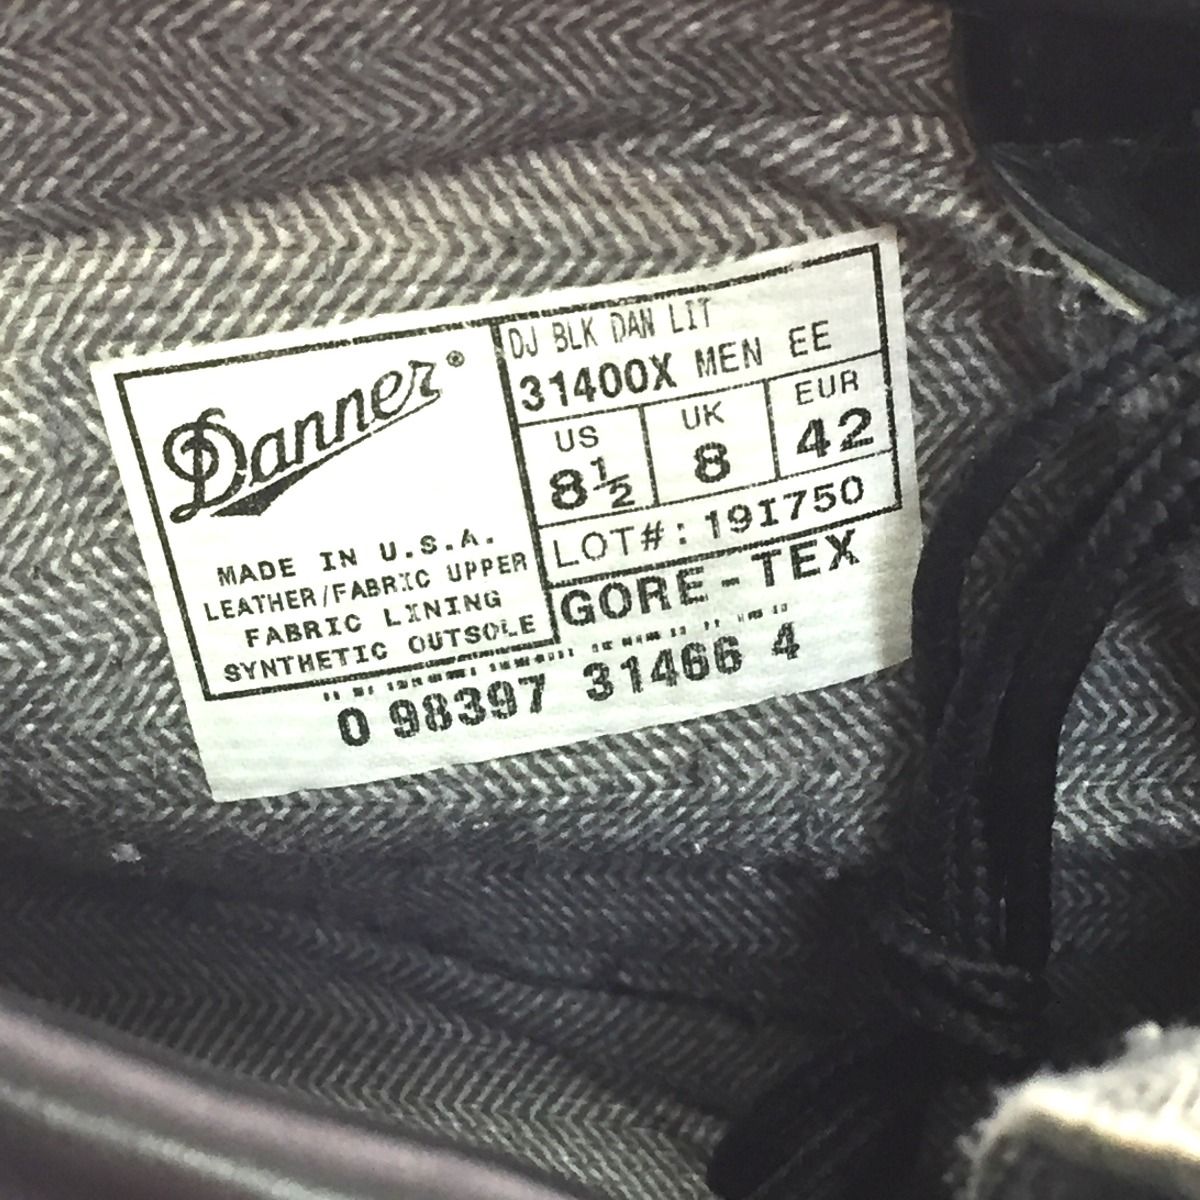 Danner®
MADE IN U.S.A.
LEATHER/FABRIC UPPER
FABRIC LINING
SYNTHETIC OUTSOLE
DJ BLK DAN LIT
31400X MEN EE
US UK EUR
8½ 8 42
LOT#: 19I750
GORE-TEX
0 98397 31466 4